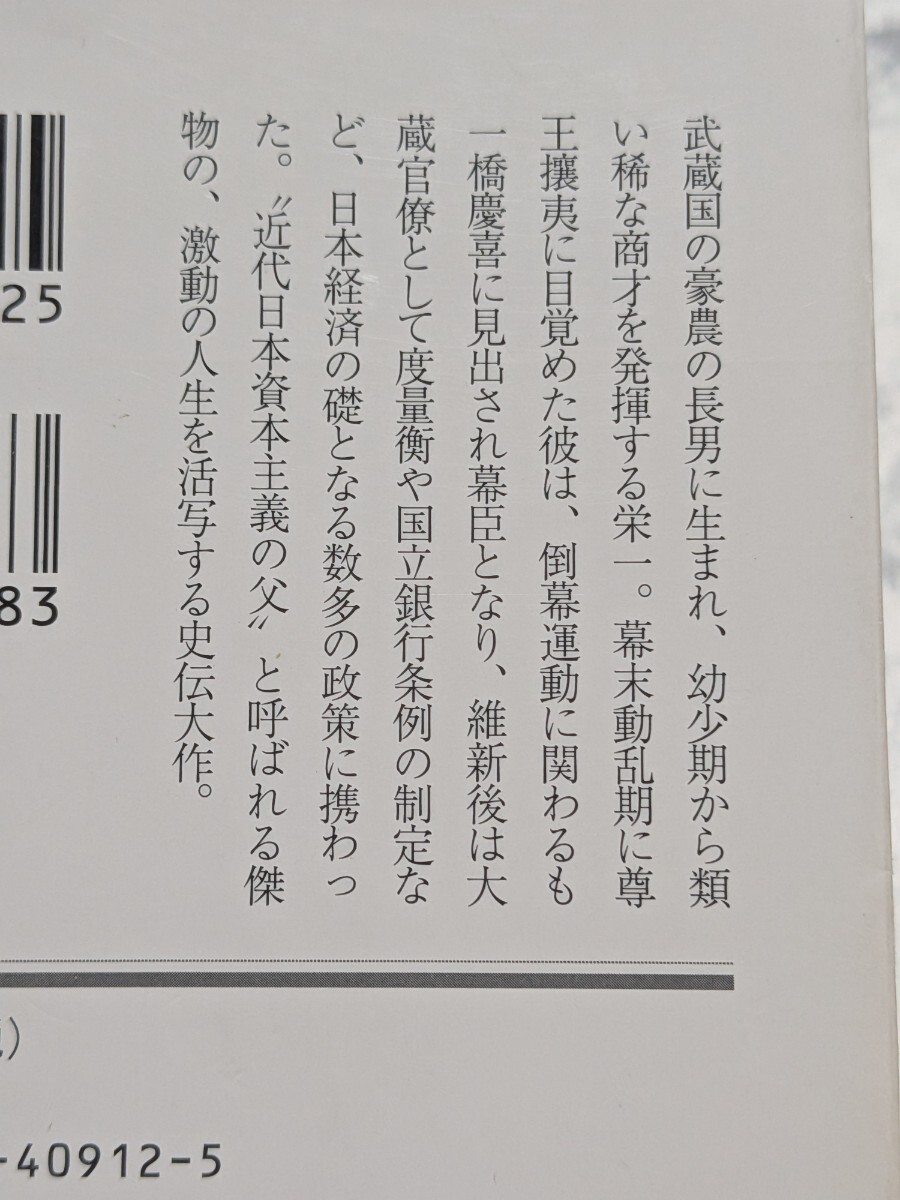 武蔵国の豪農の長男に生まれ、幼少期から類
い稀な商才を発揮する栄一。幕末動乱期に尊
王攘夷に目覚めた彼は、倒幕運動に関わるも
一橋慶喜に見出され幕臣となり、維新後は大
蔵官僚として度量衡や国立銀行条例の制定な
ど、日本経済の礎となる数多の政策に携わっ
た。〝近代日本資本主義の父〟と呼ばれる傑
物の、激動の人生を活写する史伝大作。
25
83
)
-40912-5